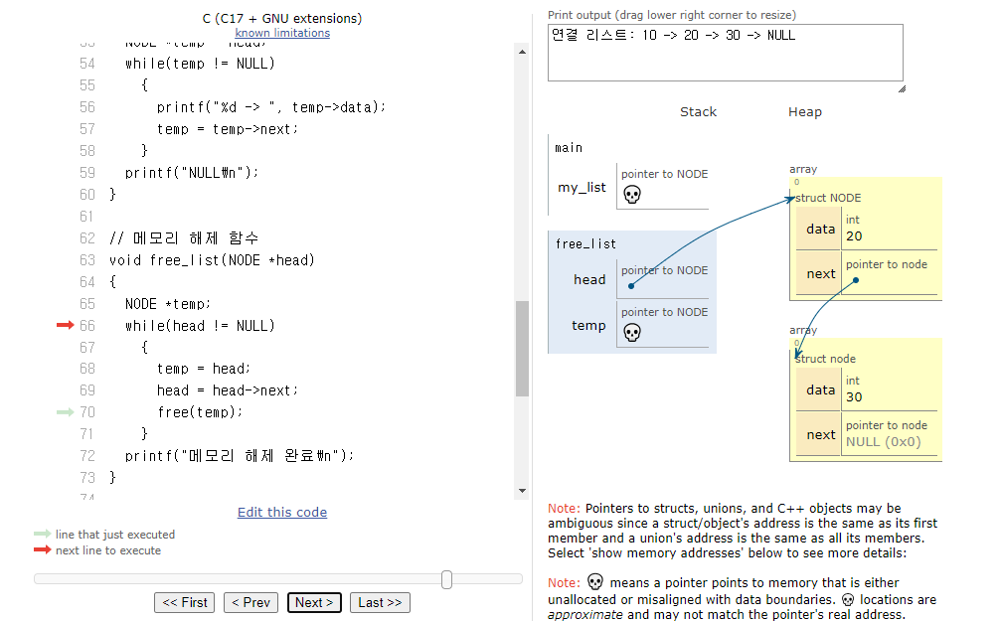 C (C17 + GNU extensions)
known limitations
53 NODE *temp = head;
54 while(temp != NULL)
55 {
56 printf("%d -> ", temp->data);
57 temp = temp->next;
58 }
59 printf("NULL₩n");
60 }
61
62 // 메모리 해제 함수
63 void free_list(NODE *head)
64 {
65 NODE *temp;
66 while(head != NULL)
67 {
68 temp = head;
69 head = head->next;
70 free(temp);
71 }
72 printf("메모리 해제 완료₩n");
73 }
74
Edit this code
line that just executed
next line to execute
<< First
< Prev
Next >
Last >>
Print output (drag lower right corner to resize)
연결 리스트: 10 -> 20 -> 30 -> NULL
Stack
Heap
main
my_list
pointer to NODE
free_list
head
pointer to NODE
temp
pointer to NODE
array
0
struct NODE
data
int
20
next
pointer to node
array
0
struct node
data
int
30
next
pointer to node
NULL (0x0)
Note: Pointers to structs, unions, and C++ objects may be
ambiguous since a struct/object's address is the same as its first
member and a union's address is the same as all its members.
Select 'show memory addresses' below to see more details:
Note: means a pointer points to memory that is either
unallocated or misaligned with data boundaries. locations are
approximate and may not match the pointer's real address.